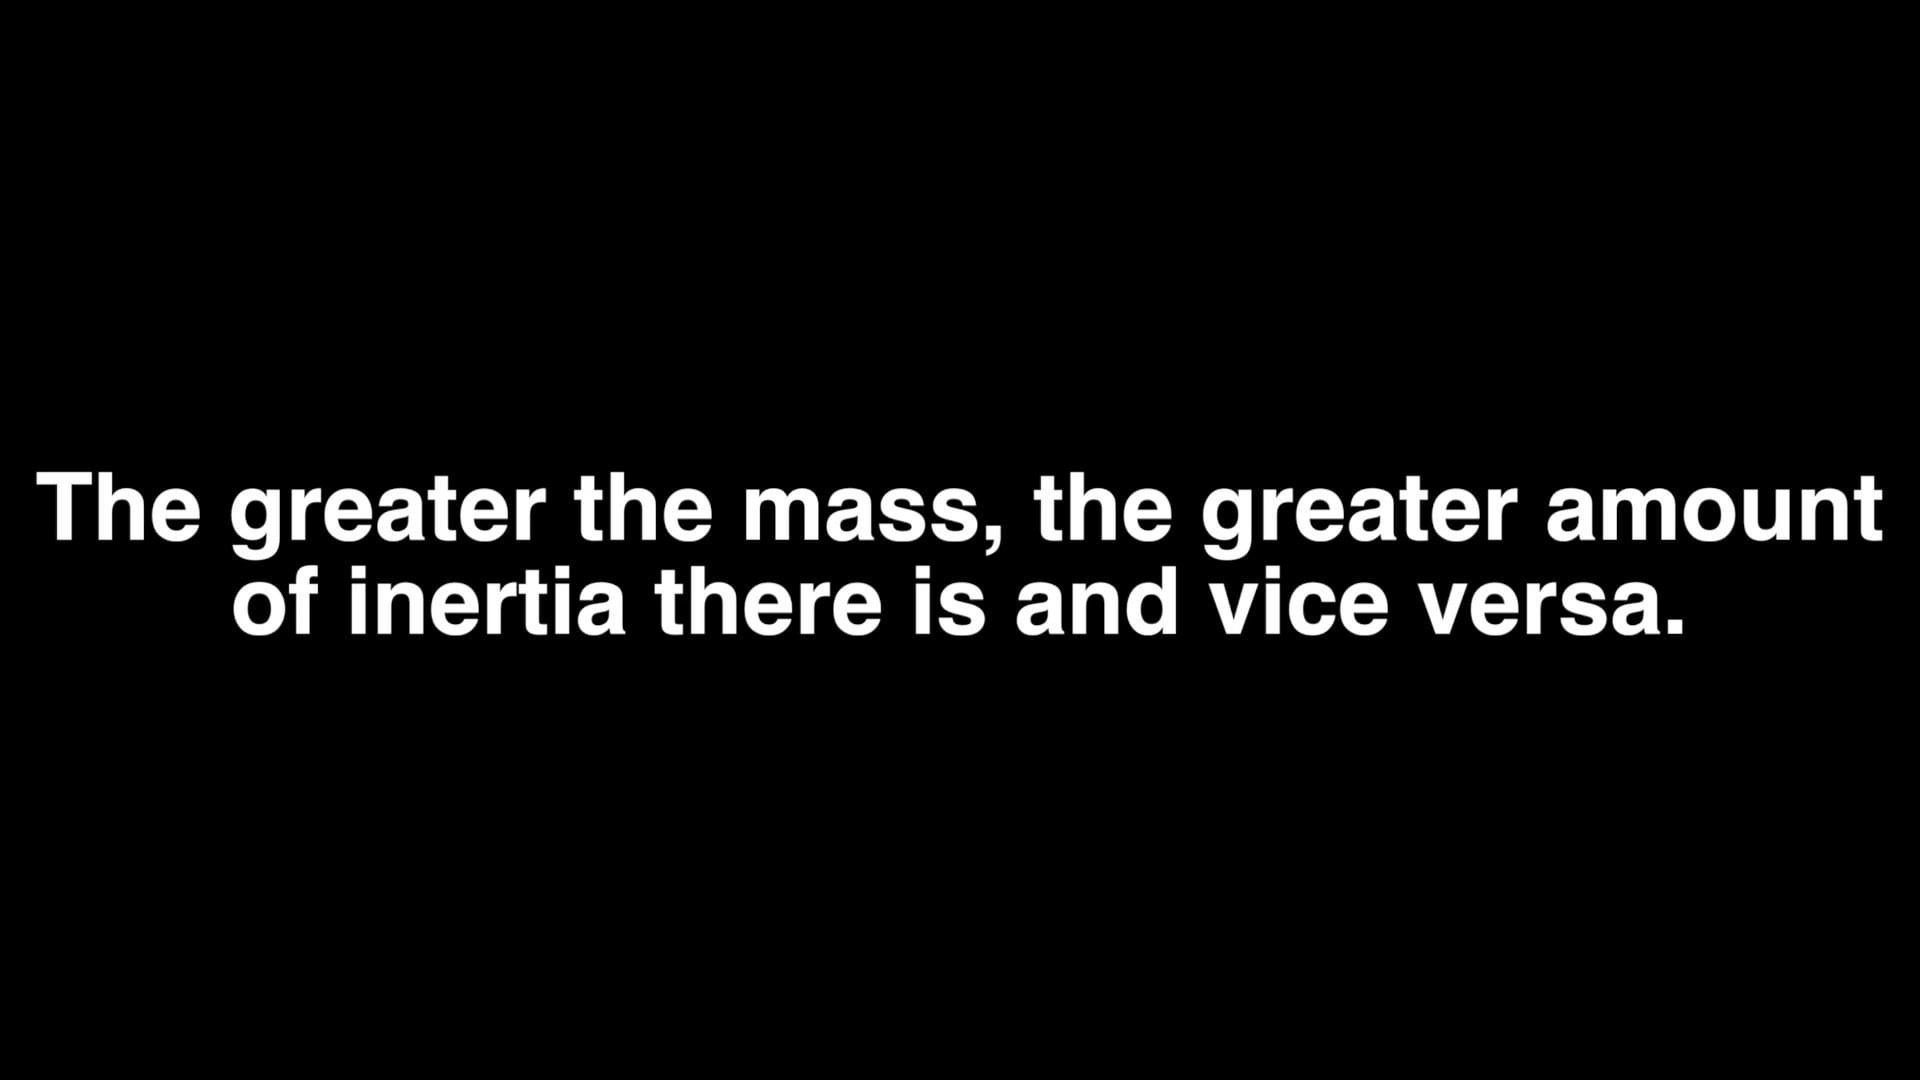 The greater the mass, the greater amount
of inertia there is and vice versa.